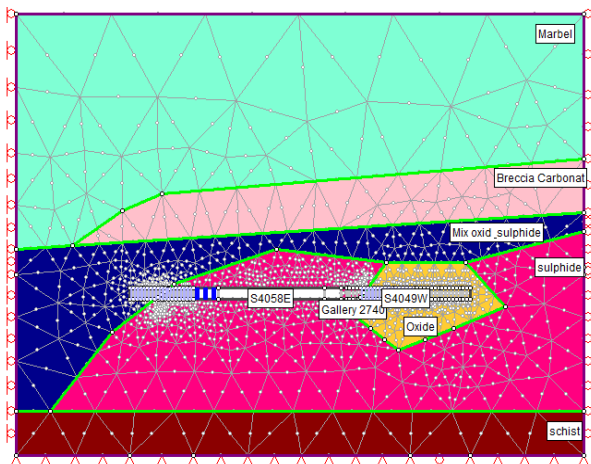 Marbel
Breccia Carbonat
Mix oxid_sulphide
sulphide
S4058E
S4049W
Gallery 2740
Oxide
schist